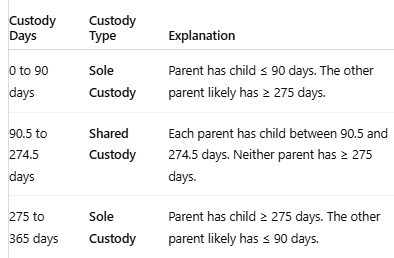 Custody Days	Custody Type	Explanation
0 to 90 days	Sole Custody	Parent has child ≤ 90 days. The other parent likely has ≥ 275 days.
90.5 to 274.5 days	Shared Custody	Each parent has child between 90.5 and 274.5 days. Neither parent has ≥ 275 days.
275 to 365 days	Sole Custody	Parent has child ≥ 275 days. The other parent likely has ≤ 90 days.